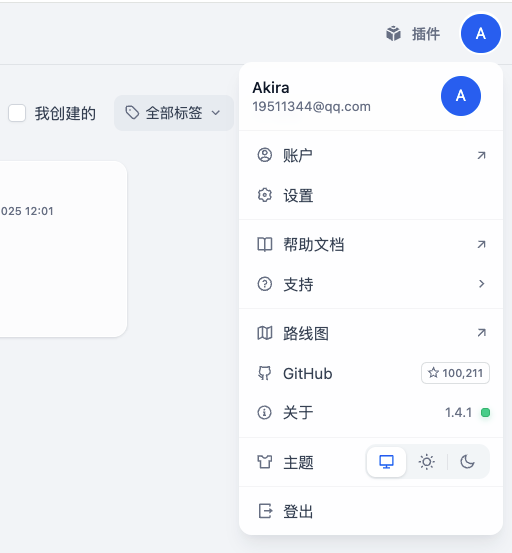 插件
A
Akira
19511344@qq.com
A
我创建的
全部标签
账户
025 12:01
设置
帮助文档
支持
路线图
GitHub
100,211
关于
1.4.1
主题
登出